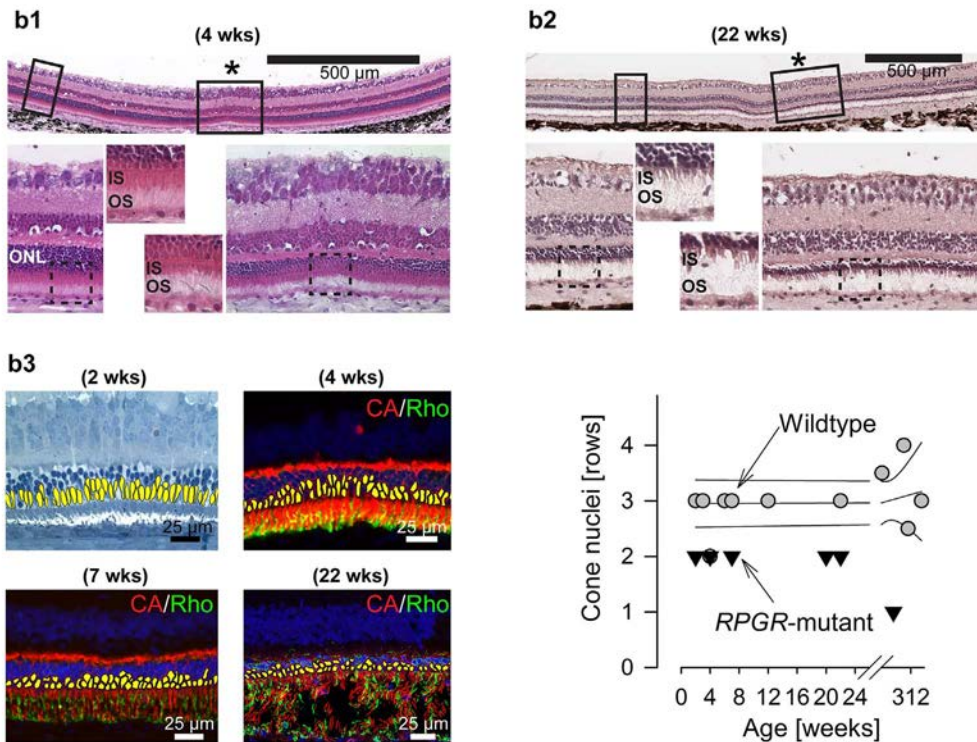 b1
(4 wks)
*
500 µm
IS
OS
ONL
IS
OS
b2
(22 wks)
*
500 µm
IS
OS
IS
OS
b3
(2 wks)
25 µm
(4 wks)
CA/Rho
25 µm
(7 wks)
CA/Rho
25 µm
(22 wks)
CA/Rho
25 µm
Cone nuclei [rows]
4
3
2
1
0
Wildtype
RPGR-mutant
0 4 8 12 20 24 312
Age [weeks]